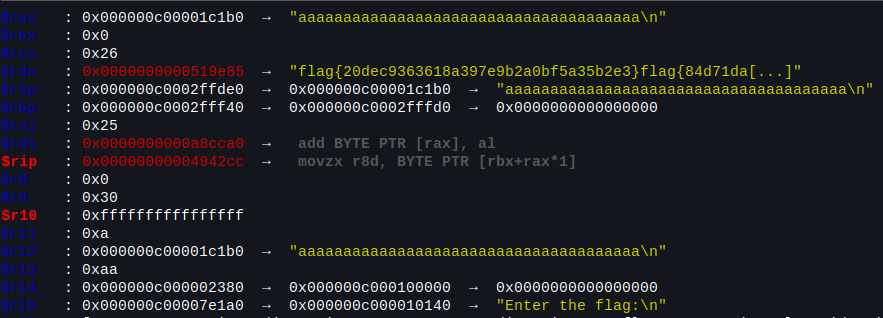 $rax : 0x000000c00001c1b0 → "aaaaaaaaaaaaaaaaaaaaaaaaaaaaaaaaaaaaaa\n"
$rbx : 0x0
$rcx : 0x26
$rdx : 0x0000000000519e85 → "flag{20dec9363618a397e9b2a0bf5a35b2e3}flag{84d71da[...]"
$rsp : 0x000000c0002ffde0 → 0x000000c00001c1b0 → "aaaaaaaaaaaaaaaaaaaaaaaaaaaaaaaaaaaaaa\n"
$rbp : 0x000000c0002fff40 → 0x000000c0002fffd0 → 0x0000000000000000
$rsi : 0x25
$rdi : 0x0000000000a8cca0 → add BYTE PTR [rax], al
$rip : 0x00000000004942cc → movzx r8d, BYTE PTR [rbx+rax*1]
$r8 : 0x0
$r9 : 0x30
$r10 : 0xffffffffffffffff
$r11 : 0xa
$r12 : 0x000000c00001c1b0 → "aaaaaaaaaaaaaaaaaaaaaaaaaaaaaaaaaaaaaa\n"
$r13 : 0xaa
$r14 : 0x000000c000002380 → 0x000000c000100000 → 0x0000000000000000
$r15 : 0x000000c00007e1a0 → 0x000000c000010140 → "Enter the flag:\n"